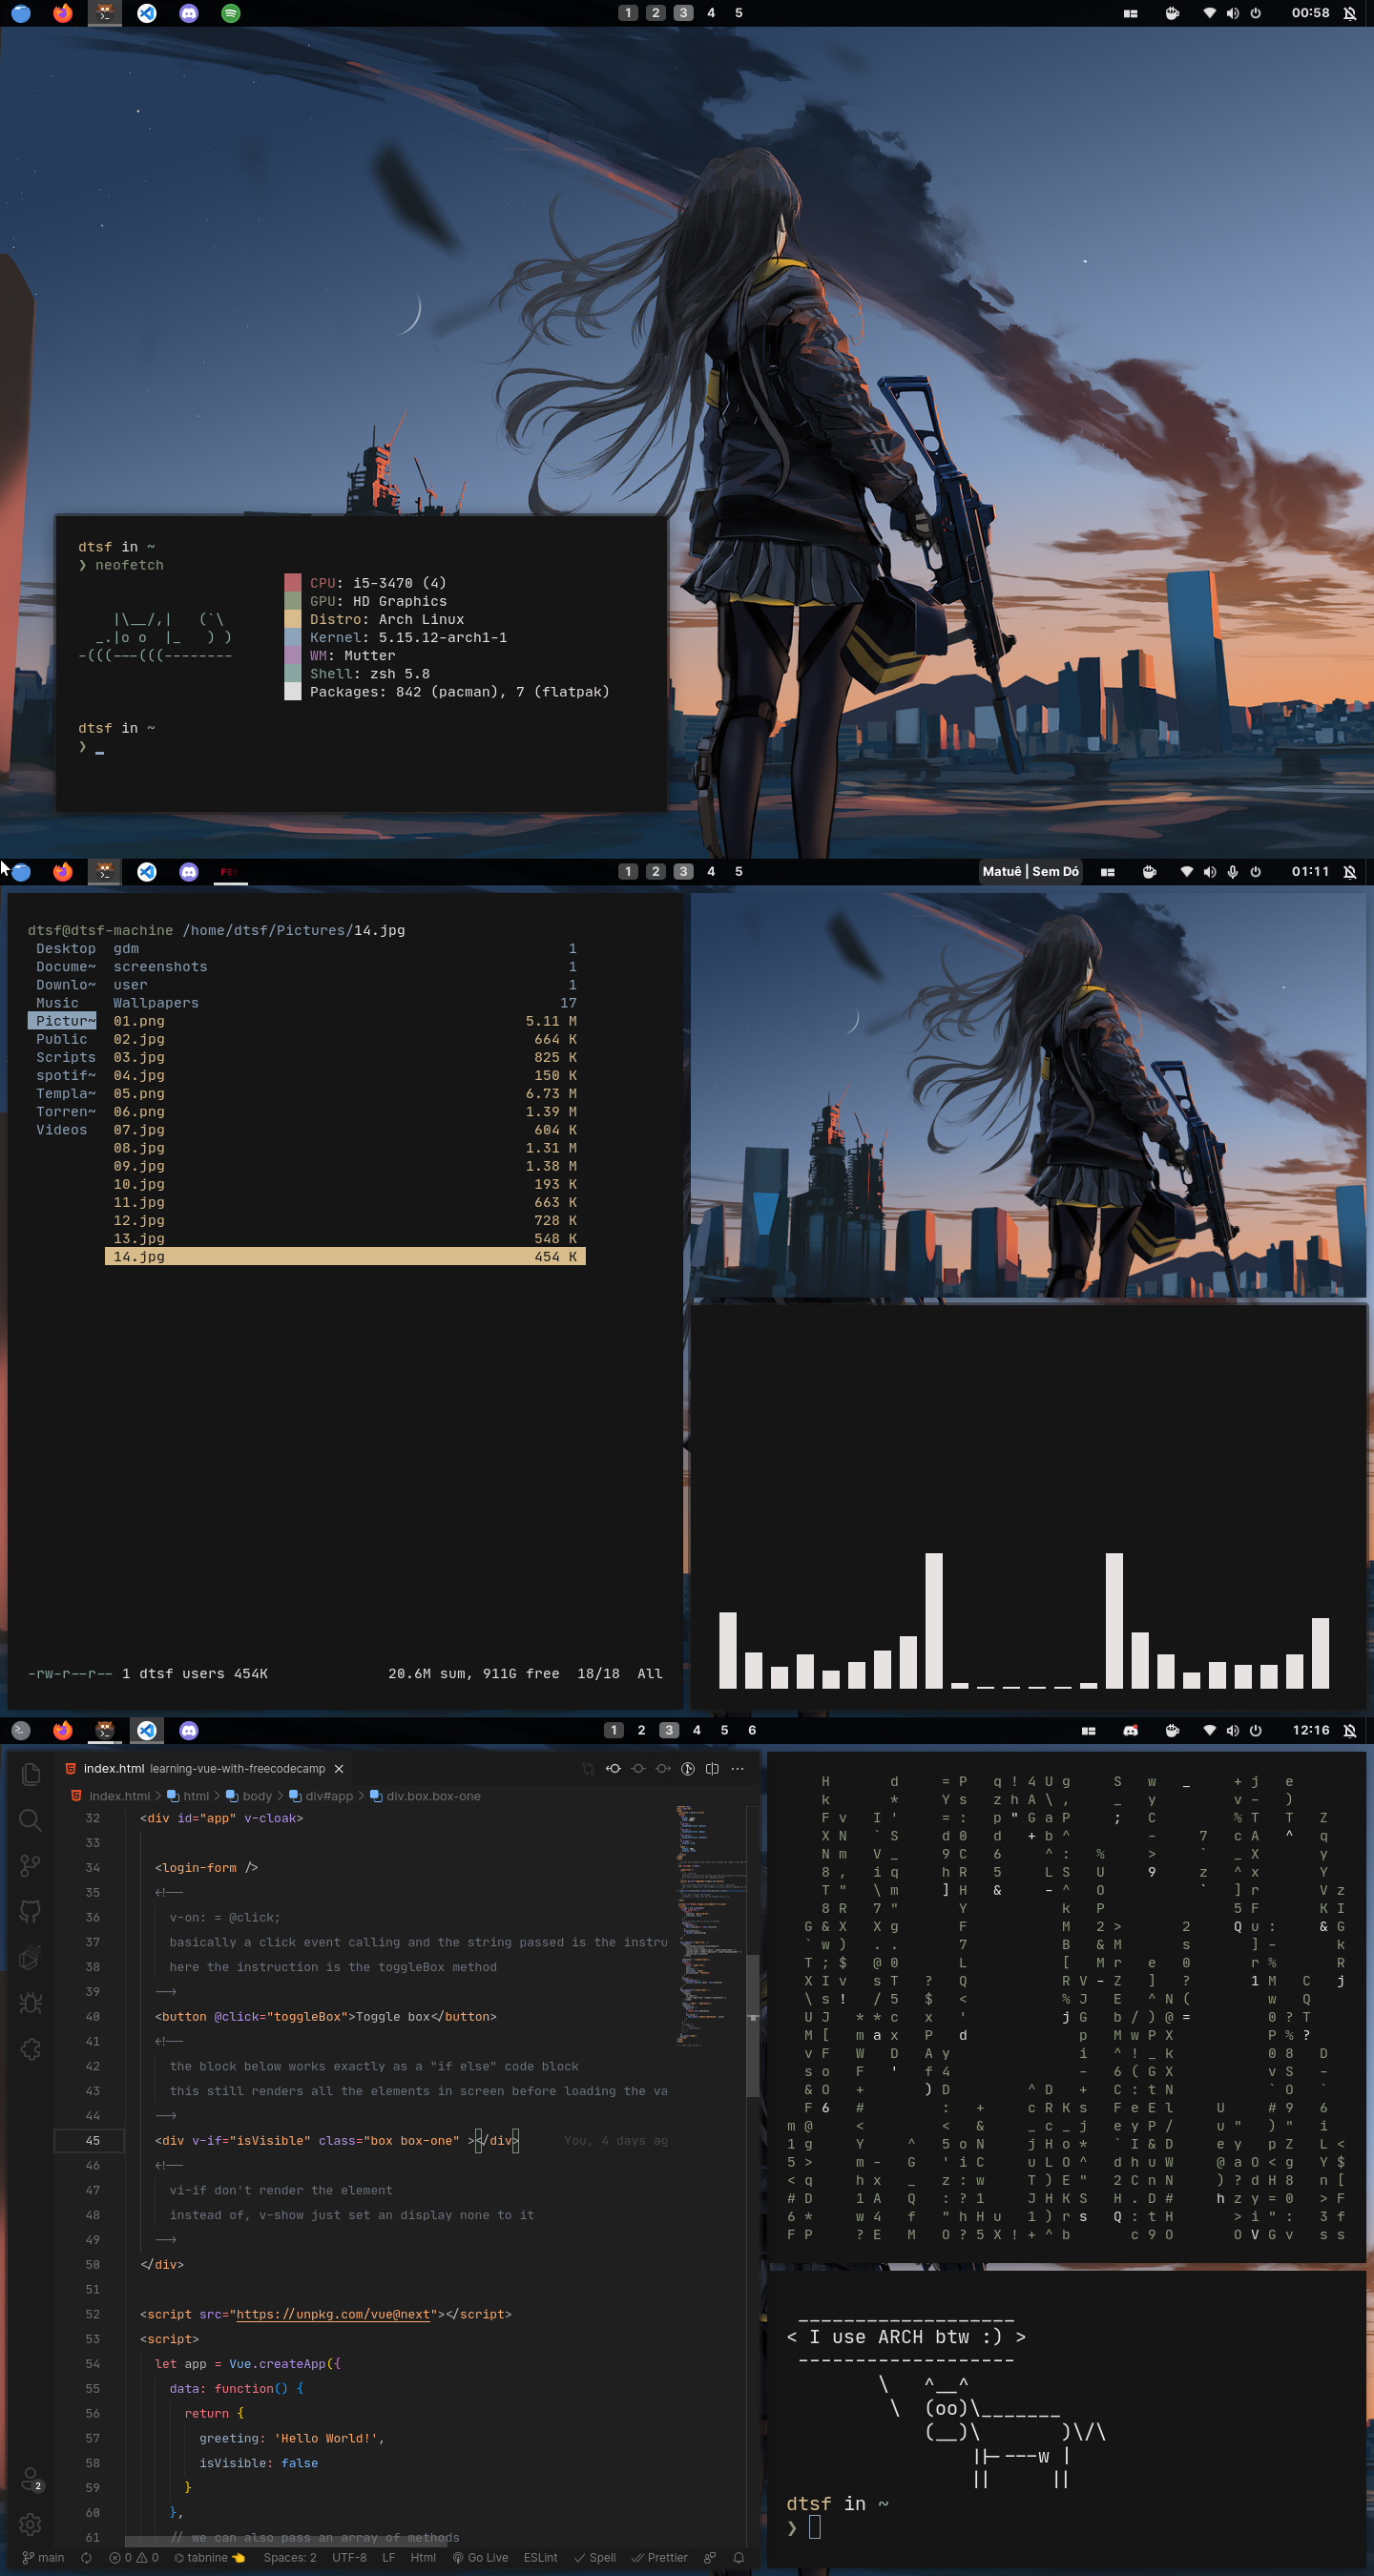 1 2 3 4 5
00:58
dtsf in ~
❯ neofetch
|\__/,|   (`\
_.|o o  |_   ) )
-(((---(((--------
CPU: i5-3470 (4)
GPU: HD Graphics
Distro: Arch Linux
Kernel: 5.15.12-arch1-1
WM: Mutter
Shell: zsh 5.8
Packages: 842 (pacman), 7 (flatpak)
dtsf in ~
❯
1 2 3 4 5
Matuê | Sem Dó
01:11
dtsf@dtsf-machine /home/dtsf/Pictures/14.jpg
Desktop gdm 1
Docume~ screenshots 1
Downlo~ user 1
Music Wallpapers 17
Pictur~ 01.png 5.11 M
Public 02.jpg 664 K
Scripts 03.jpg 825 K
spotif~ 04.jpg 150 K
Templa~ 05.png 6.73 M
Torren~ 06.png 1.39 M
Videos 07.jpg 604 K
08.jpg 1.31 M
09.jpg 1.38 M
10.jpg 193 K
11.jpg 663 K
12.jpg 728 K
13.jpg 548 K
14.jpg 454 K
-rw-r--r-- 1 dtsf users 454K 20.6M sum, 911G free 18/18 All
1 2 3 4 5 6
12:16
index.html learning-vue-with-freecodecamp
index.html > html > body > div#app > div.box.box-one
32 <div id="app" v-cloak>
33
34 <login-form />
35 <!--
36 v-on: = @click;
37 basically a click event calling and the string passed is the instru
38 here the instruction is the toggleBox method
39 -->
40 <button @click="toggleBox">Toggle box</button>
41 <!--
42 the block below works exactly as a "if else" code block
43 this still renders all the elements in screen before loading the va
44 -->
45 <div v-if="isVisible" class="box box-one" ></div> You, 4 days ag
46 <!--
47 vi-if don't render the element
48 instead of, v-show just set an display none to it
49 -->
50 </div>
51
52 <script src="https://unpkg.com/vue@next"></script>
53 <script>
54 let app = Vue.createApp({
55 data: function() {
56 return {
57 greeting: 'Hello World!',
58 isVisible: false
59 }
60 },
61 // we can also pass an array of methods
2
main 0 0 tabnine Spaces: 2 UTF-8 LF Html Go Live ESLint Spell Prettier
< I use ARCH btw :) >
\   ^__^
\  (oo)\_______
(__)\       )\/\
||----w |
||     ||
dtsf in ~
❯